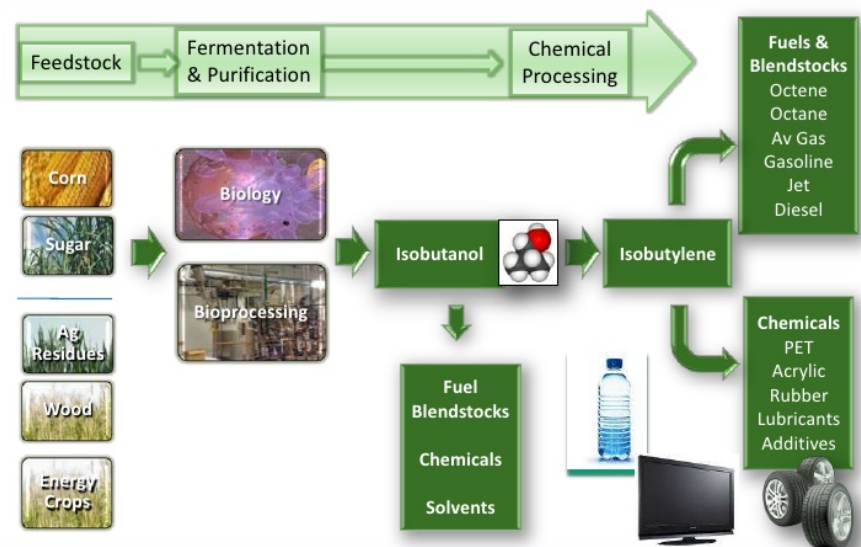 Feedstock
Fermentation
& Purification
Chemical
Processing
Fuels &
Blendstocks
Octene
Octane
Av Gas
Gasoline
Jet
Diesel
Corn
Sugar
Ag
Residues
Wood
Energy
Crops
Biology
Bioprocessing
Isobutanol
Isobutylene
Fuel
Blendstocks
Chemicals
Solvents
Chemicals
PET
Acrylic
Rubber
Lubricants
Additives